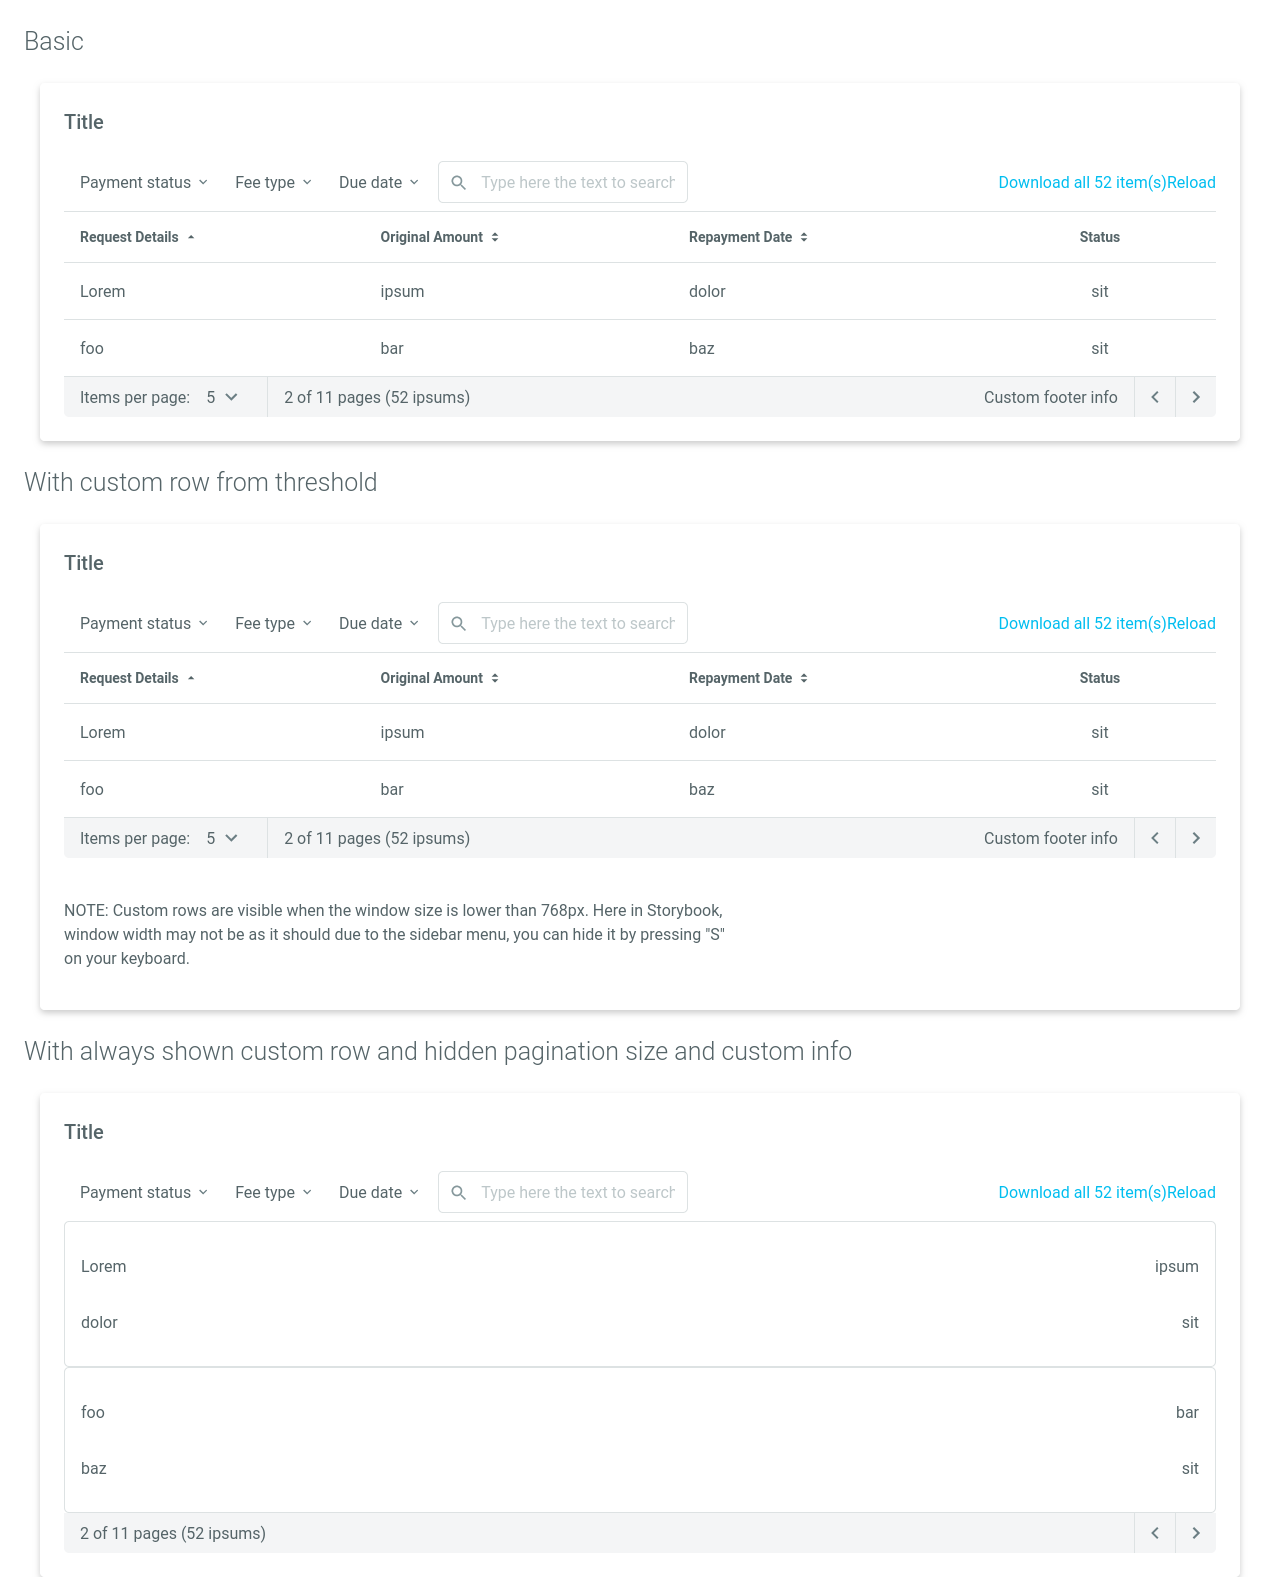 Basic
Title
Payment status Fee type Due date Type here the text to search Download all 52 item(s)Reload
Request Details Original Amount Repayment Date Status
Lorem ipsum dolor sit
foo bar baz sit
Items per page: 5 2 of 11 pages (52 ipsums) Custom footer info
With custom row from threshold
Title
Payment status Fee type Due date Type here the text to search Download all 52 item(s)Reload
Request Details Original Amount Repayment Date Status
Lorem ipsum dolor sit
foo bar baz sit
Items per page: 5 2 of 11 pages (52 ipsums) Custom footer info
NOTE: Custom rows are visible when the window size is lower than 768px. Here in Storybook,
window width may not be as it should due to the sidebar menu, you can hide it by pressing "S"
on your keyboard.
With always shown custom row and hidden pagination size and custom info
Title
Payment status Fee type Due date Type here the text to search Download all 52 item(s)Reload
Lorem ipsum
dolor sit
foo bar
baz sit
2 of 11 pages (52 ipsums)